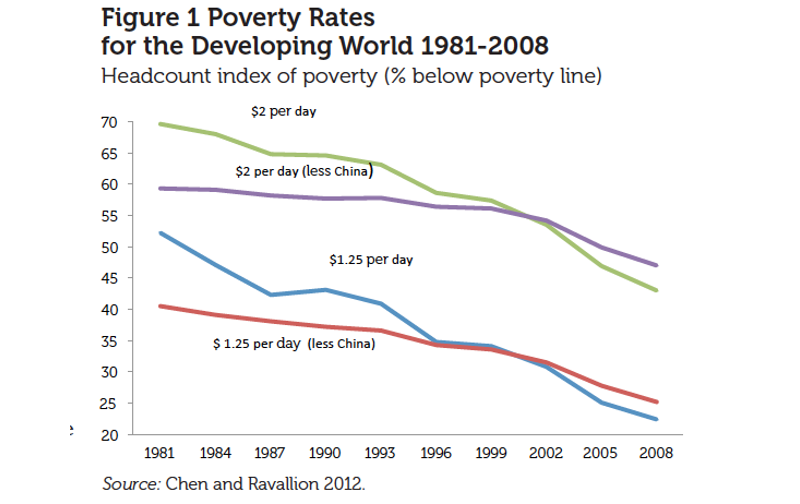 Figure 1 Poverty Rates
for the Developing World 1981-2008
Headcount index of poverty (% below poverty line)
$2 per day
70
65
$2 per day (less China)
60
55
50
$1.25 per day
45
40
$ 1.25 per day (less China)
35
30
25
20
1981 1984 1987 1990 1993 1996 1999 2002 2005 2008
Source: Chen and Ravallion 2012.